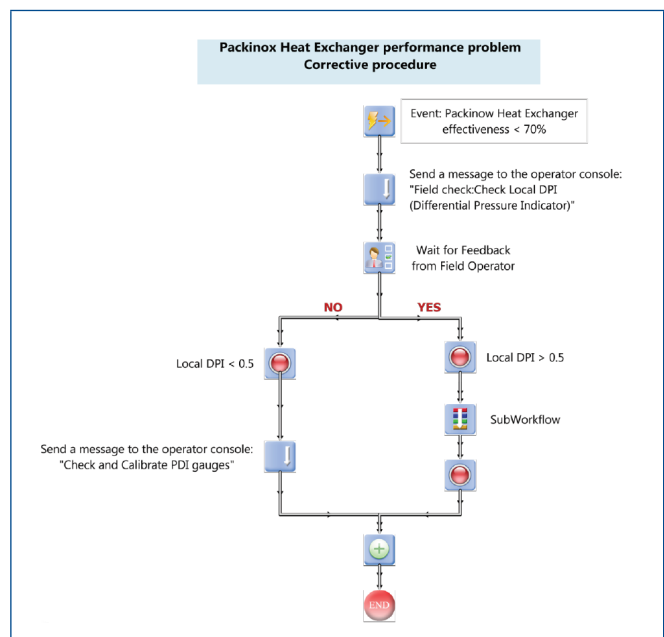 Packinox Heat Exchanger performance problem
Corrective procedure
Event: Packinow Heat Exchanger
effectiveness < 70%
Send a message to the operator console:
"Field check:Check Local DPI
(Differential Pressure Indicator)"
Wait for Feedback
from Field Operator
NO
YES
Local DPI < 0.5
Local DPI > 0.5
SubWorkflow
Send a message to the operator console:
"Check and Calibrate PDI gauges"
END